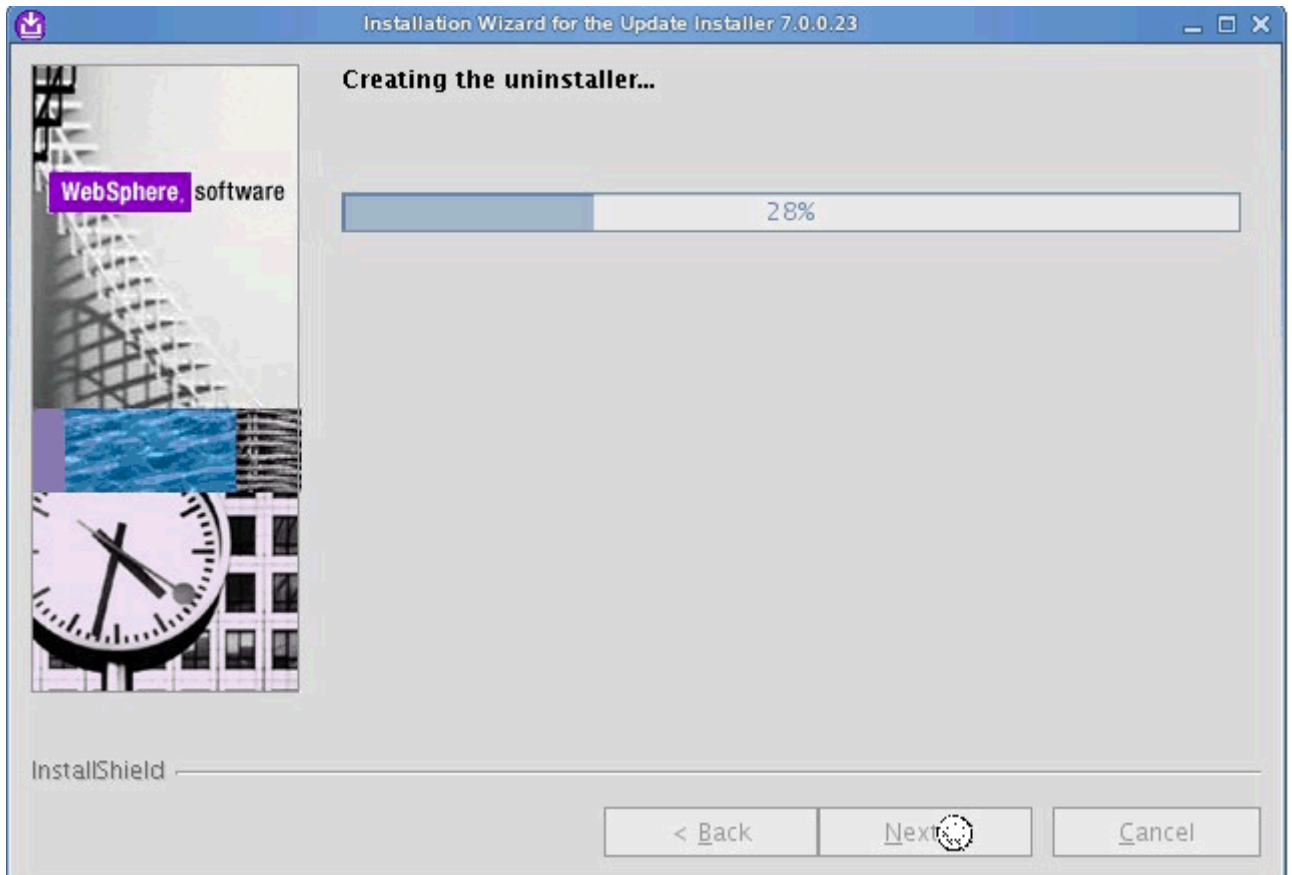 Installation Wizard for the Update Installer 7.0.0.23
Creating the uninstaller...
WebSphere. software
28%
InstallShield
< Back
Next
Cancel